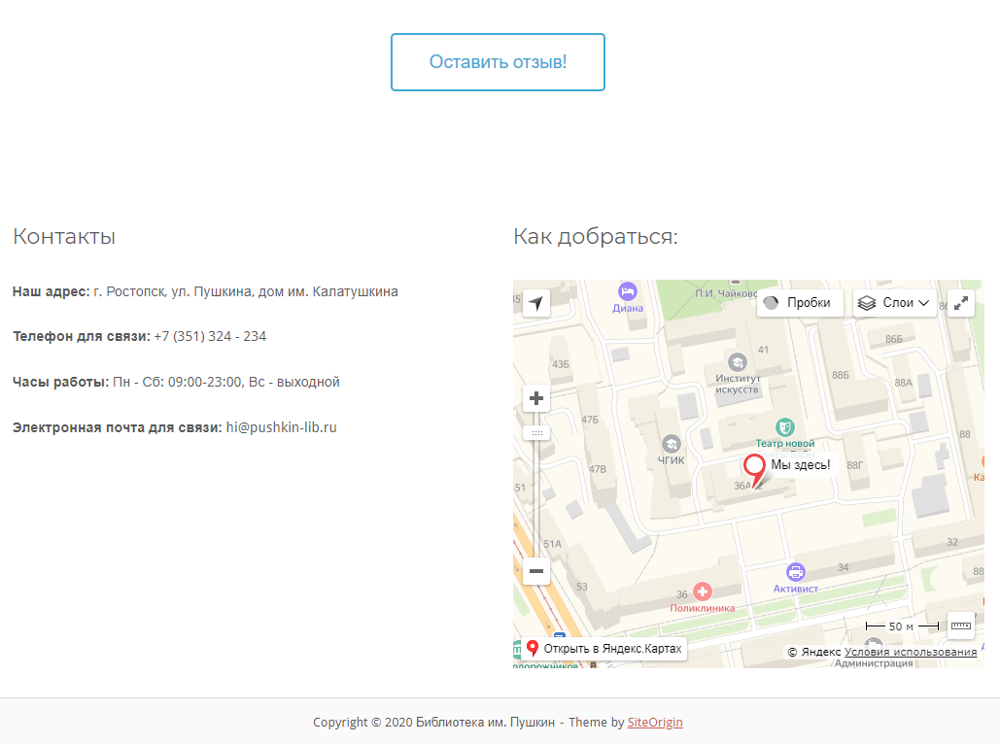 Оставить отзыв!
Контакты
Наш адрес: г. Ростопск, ул. Пушкина, дом им. Калатушкина
Телефон для связи: +7 (351) 324 - 234
Часы работы: Пн - Сб: 09:00-23:00, Вс - выходной
Электронная почта для связи: hi@pushkin-lib.ru
Как добраться:
П.И. Чайковс
Диана
Пробки
Слои
86Б
41
43Б
Институт
искусств
88Б
88А
47Б
Театр новой
88
ЧГИК
Мы здесь!
88Г
47В
36А
51
51А
32
34
53
Активист
36
Поликлиника
88
50 м
Открыть в Яндекс.Картах
© Яндекс Условия использования
Администрация
Copyright © 2020 Библиотека им. Пушкин - Theme by SiteOrigin